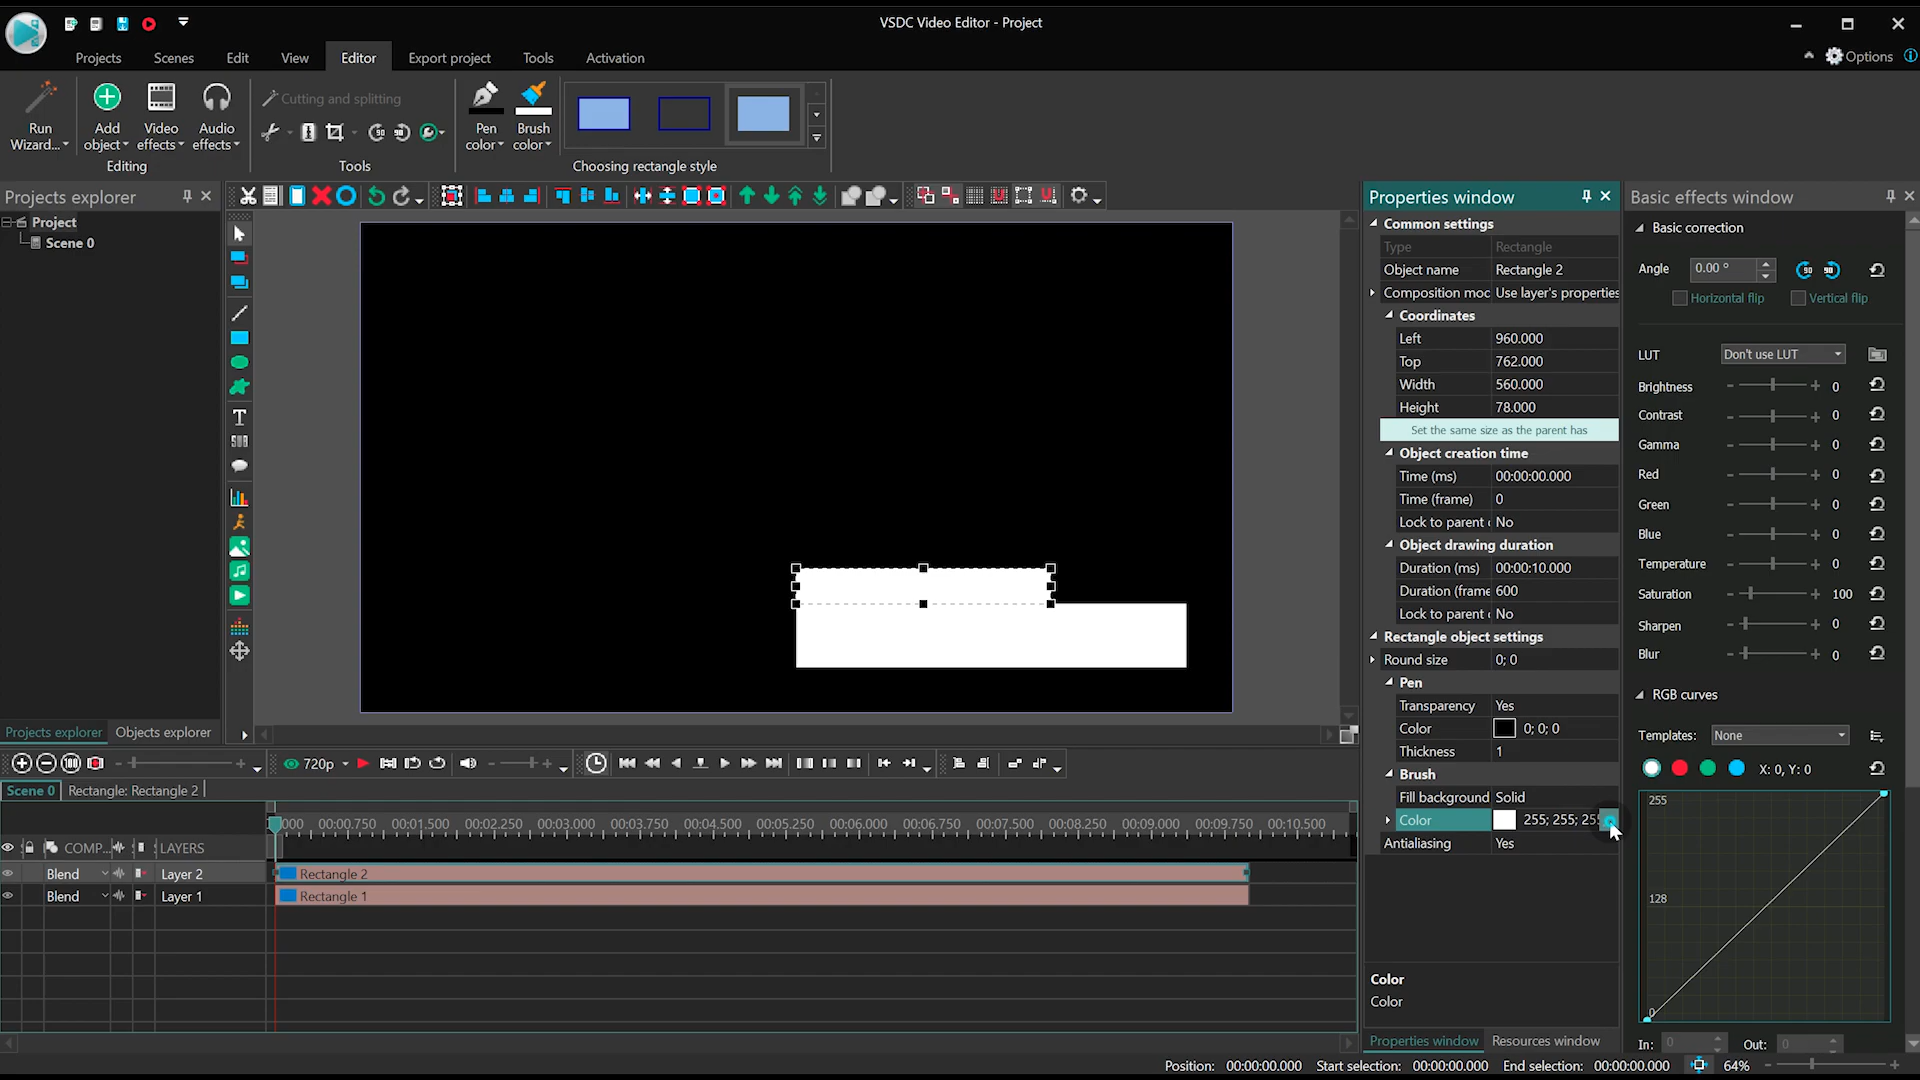 VSDC Video Editor - Project
Projects
Scenes
Edit
View
Editor
Export project
Tools
Activation
Options
Run
Wizard...
Add
object
Video
effects
Audio
effects
Editing
Cutting and splitting
Tools
Pen
color
Brush
color
Choosing rectangle style
Projects explorer
Project
Scene 0
Projects explorer
Objects explorer
Properties window
Common settings
Type Rectangle
Object name Rectangle 2
Composition moc Use layer's properties
Coordinates
Left 960.000
Top 762.000
Width 560.000
Height 78.000
Set the same size as the parent has
Object creation time
Time (ms) 00:00:00.000
Time (frame) 0
Lock to parent No
Object drawing duration
Duration (ms) 00:00:10.000
Duration (frame 600
Lock to parent No
Rectangle object settings
Round size 0; 0
Pen
Transparency Yes
Color 0; 0; 0
Thickness 1
Brush
Fill background Solid
Color 255; 255; 255
Antialiasing Yes
Color
Color
Properties window
Resources window
Basic effects window
Basic correction
Angle 0.00 °
90 90
Horizontal flip
Vertical flip
LUT Don't use LUT
Brightness - + 0
Contrast - + 0
Gamma - + 0
Red - + 0
Green - + 0
Blue - + 0
Temperature - + 0
Saturation - + 100
Sharpen - + 0
Blur - + 0
RGB curves
Templates: None
X: 0, Y: 0
255
128
0
In: 0 Out: 0
T
SUB
100
720p
Scene 0
Rectangle: Rectangle 2
000 00:00.750 00:01.500 00:02.250 00:03.000 00:03.750 00:04.500 00:05.250 00:06.000 00:06.750 00:07.500 00:08.250 00:09.000 00:09.750 00:10.500
COMP...
LAYERS
Blend
Layer 2
Rectangle 2
Blend
Layer 1
Rectangle 1
Position: 00:00:00.000 Start selection: 00:00:00.000 End selection: 00:00:00.000 64%